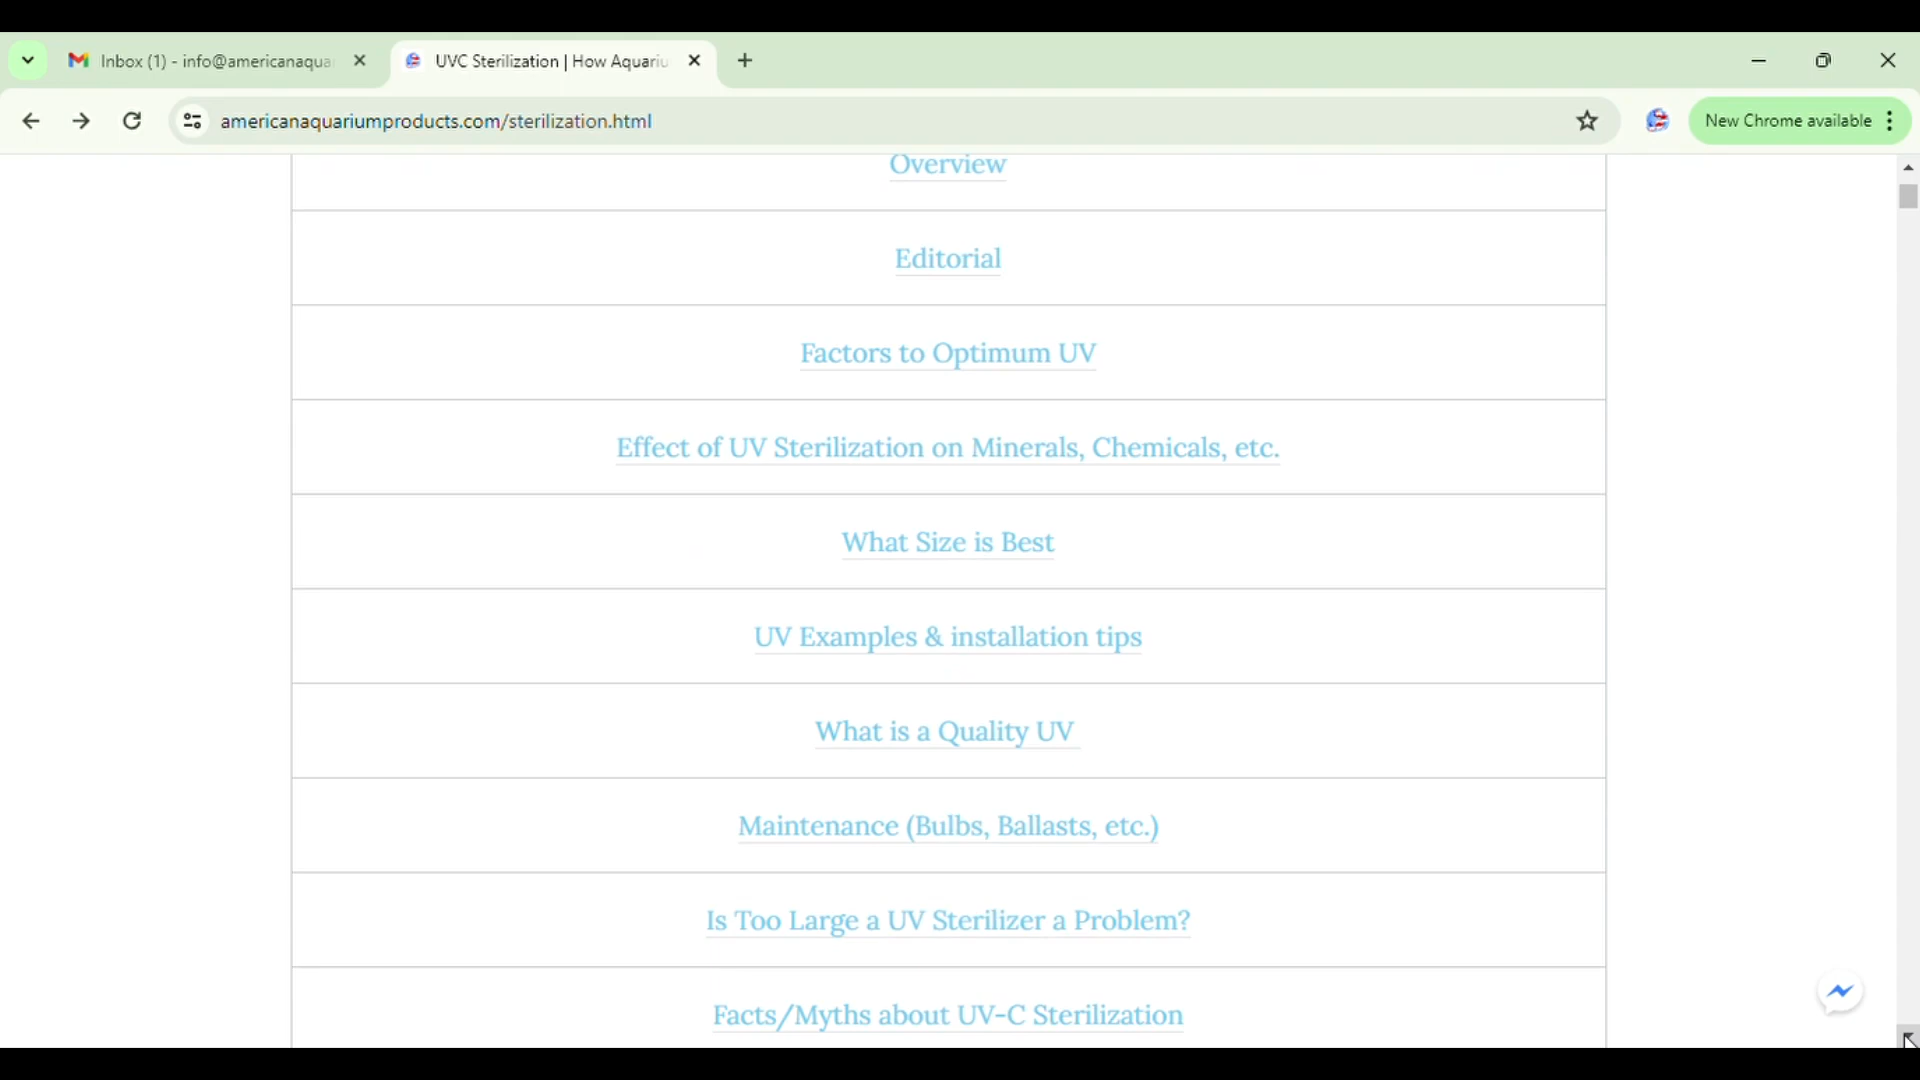 Inbox (1) - info@americanaqua
UVC Sterilization | How Aquariu
americanaquariumproducts.com/sterilization.html
New Chrome available
Overview
Editorial
Factors to Optimum UV
Effect of UV Sterilization on Minerals, Chemicals, etc.
What Size is Best
UV Examples & installation tips
What is a Quality UV
Maintenance (Bulbs, Ballasts, etc.)
Is Too Large a UV Sterilizer a Problem?
Facts/Myths about UV-C Sterilization